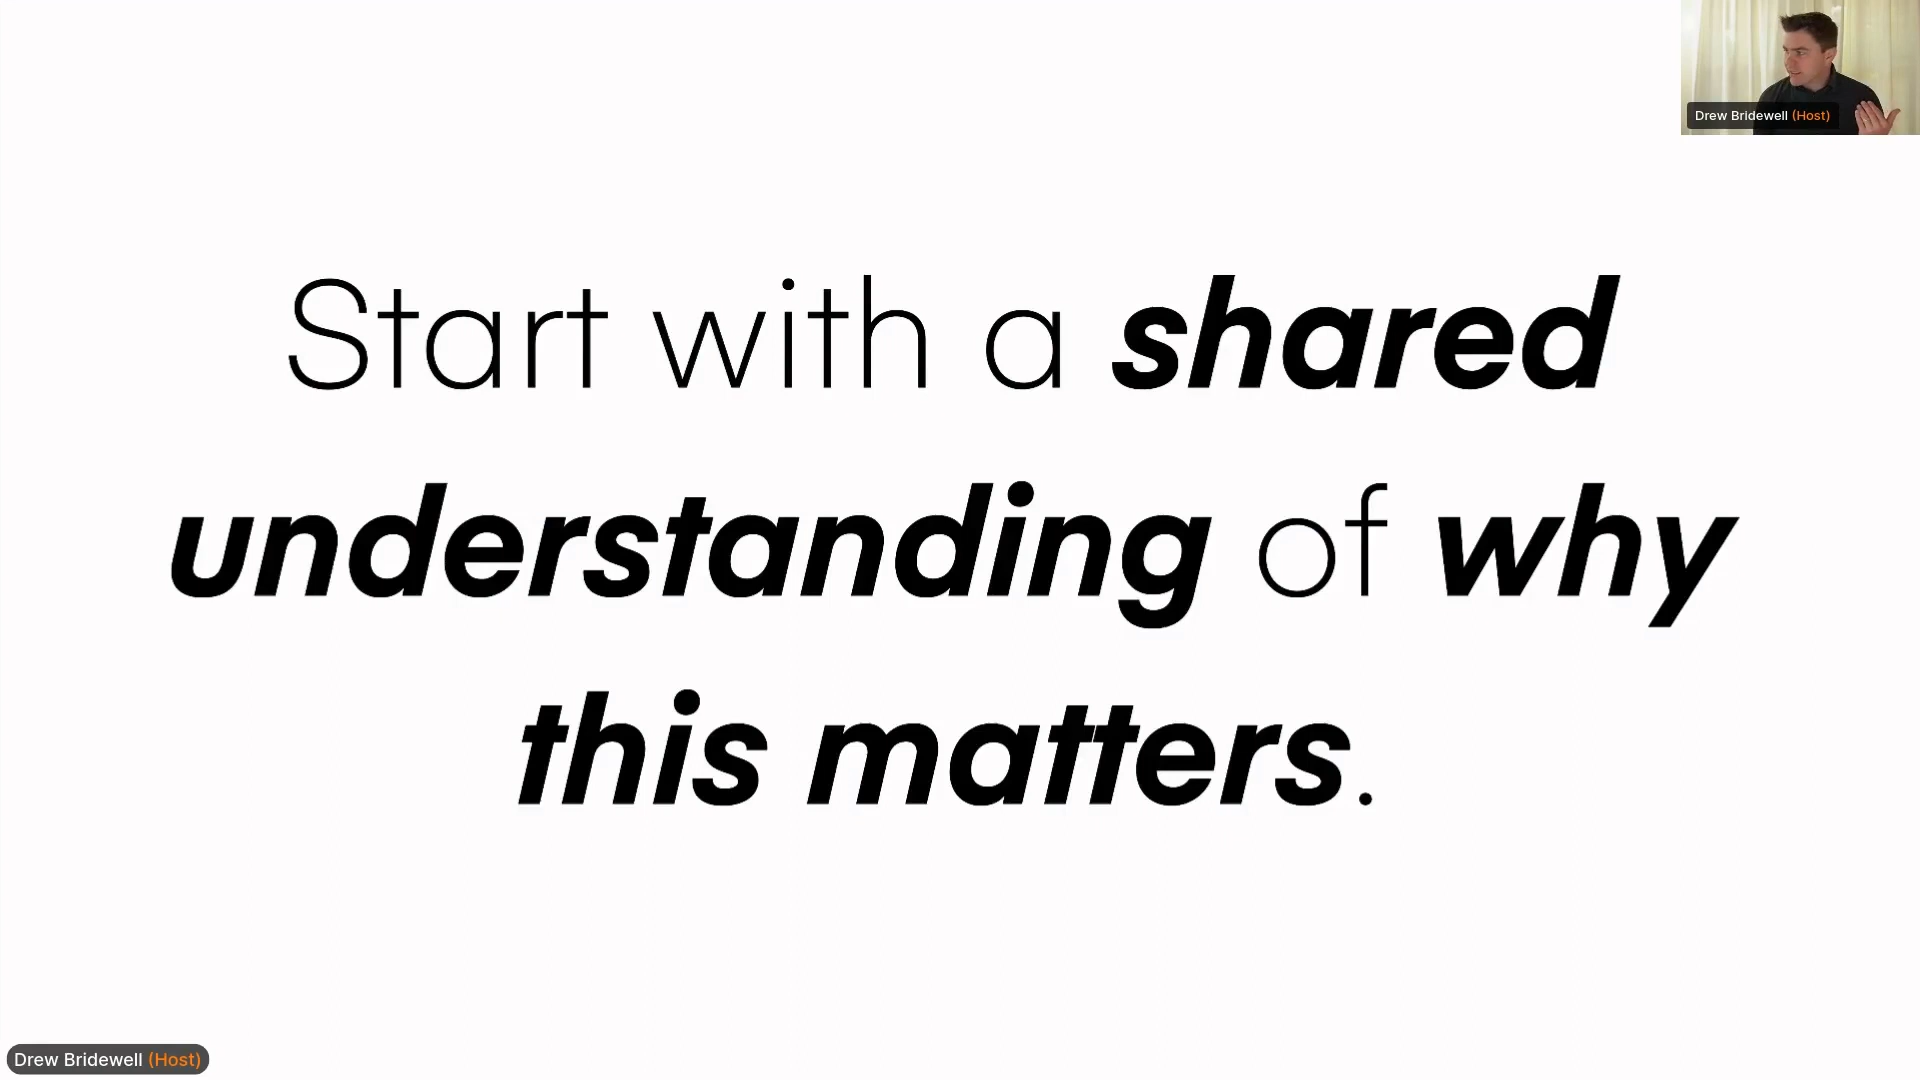 Drew Bridewell (Host)
Start with a shared
understanding of why
this matters.
Drew Bridewell (Host)